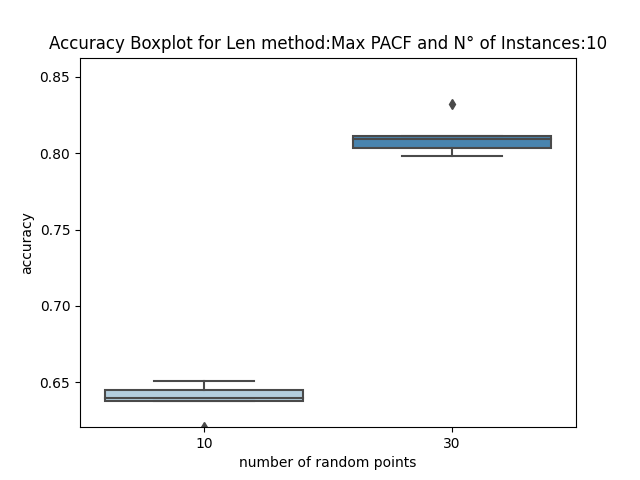 Accuracy Boxplot for Len method:Max PACF and N° of Instances:10
0.85
0.80
0.75
0.70
0.65
accuracy
10 30
number of random points